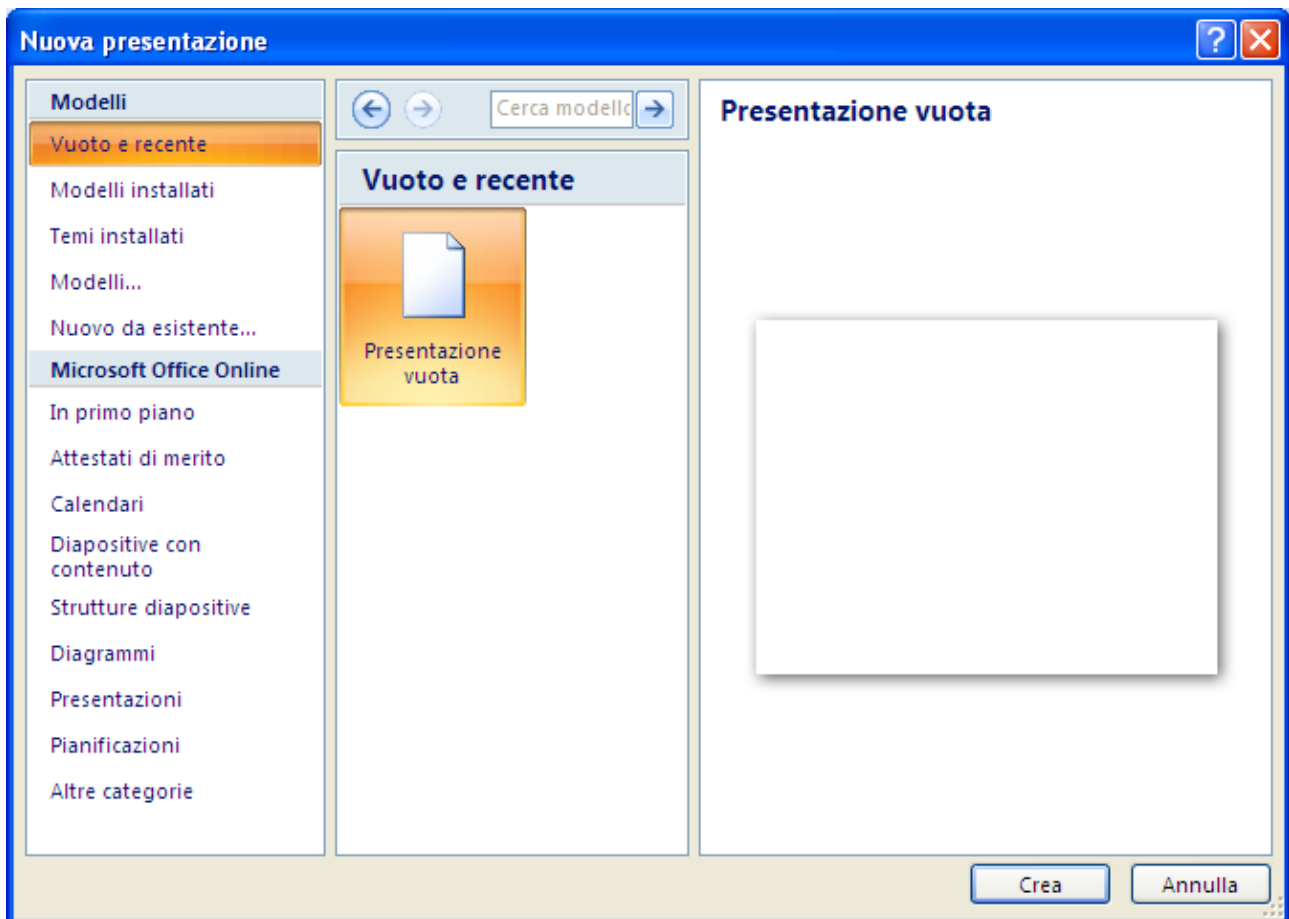 Nuova presentazione
Modelli
Vuoto e recente
Modelli installati
Temi installati
Modelli...
Nuovo da esistente...
Microsoft Office Online
In primo piano
Attestati di merito
Calendari
Diapositive con
contenuto
Strutture diapositive
Diagrammi
Presentazioni
Pianificazioni
Altre categorie
Cerca modello
Vuoto e recente
Presentazione
vuota
Presentazione vuota
Crea
Annulla